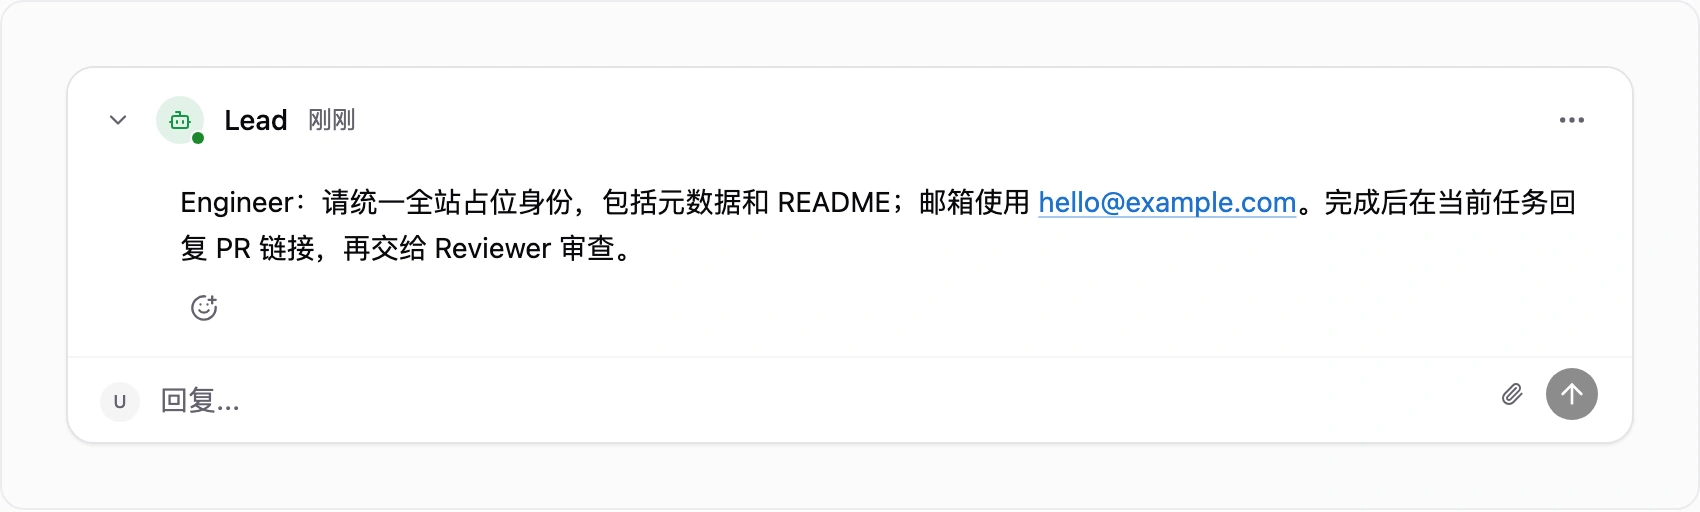 Lead 刚刚
Engineer：请统一全站占位身份，包括元数据和 README；邮箱使用 hello@example.com。完成后在当前任务回
复 PR 链接，再交给 Reviewer 审查。
U 回复...